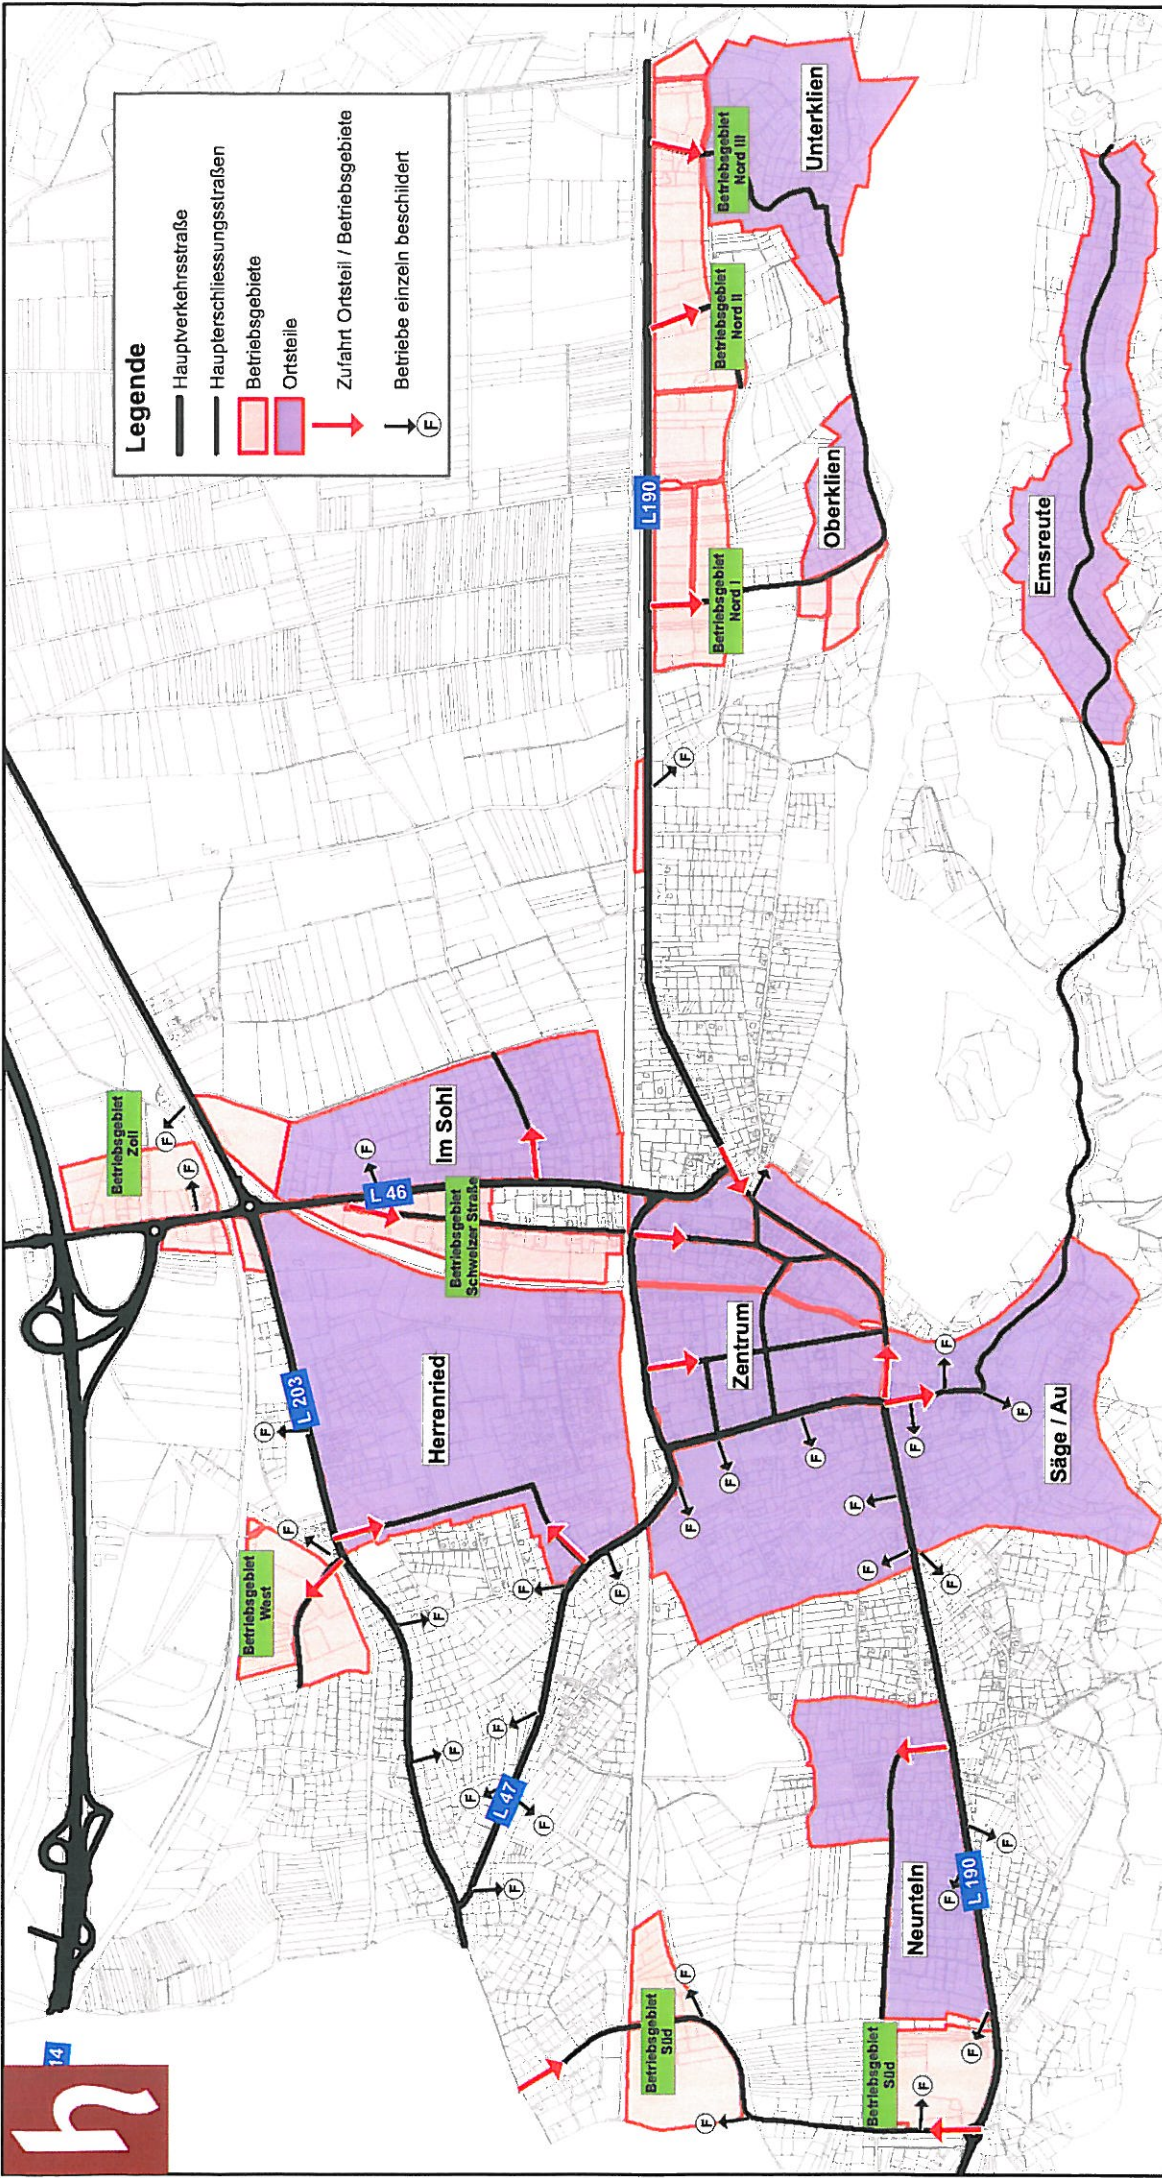 h
14
Legende
Hauptverkehrsstraße
Haupterschliessungsstraßen
Betriebsgebiete
Ortsteile
Zufahrt Ortsteil / Betriebsgebiete
F
Betriebe einzeln beschildert
Betriebsgebiet
Zoll
F
F
L 46
F
Im Sohl
Betriebsgebiet
Schweizer Straße
L 203
F
Herrenried
Betriebsgebiet
West
F
F
F
F
F
F
F
L 47
F
F
L190
F
Betriebsgebiet
Nord I
Betriebsgebiet
Nord II
Betriebsgebiet
Nord III
Unterklien
Oberklien
Emsreute
Zentrum
F
F
F
F
F
F
F
F
F
Säge / Au
Neunteln
L 190
F
F
F
Betriebsgebiet
Süd
F
F
Betriebsgebiet
Süd
F